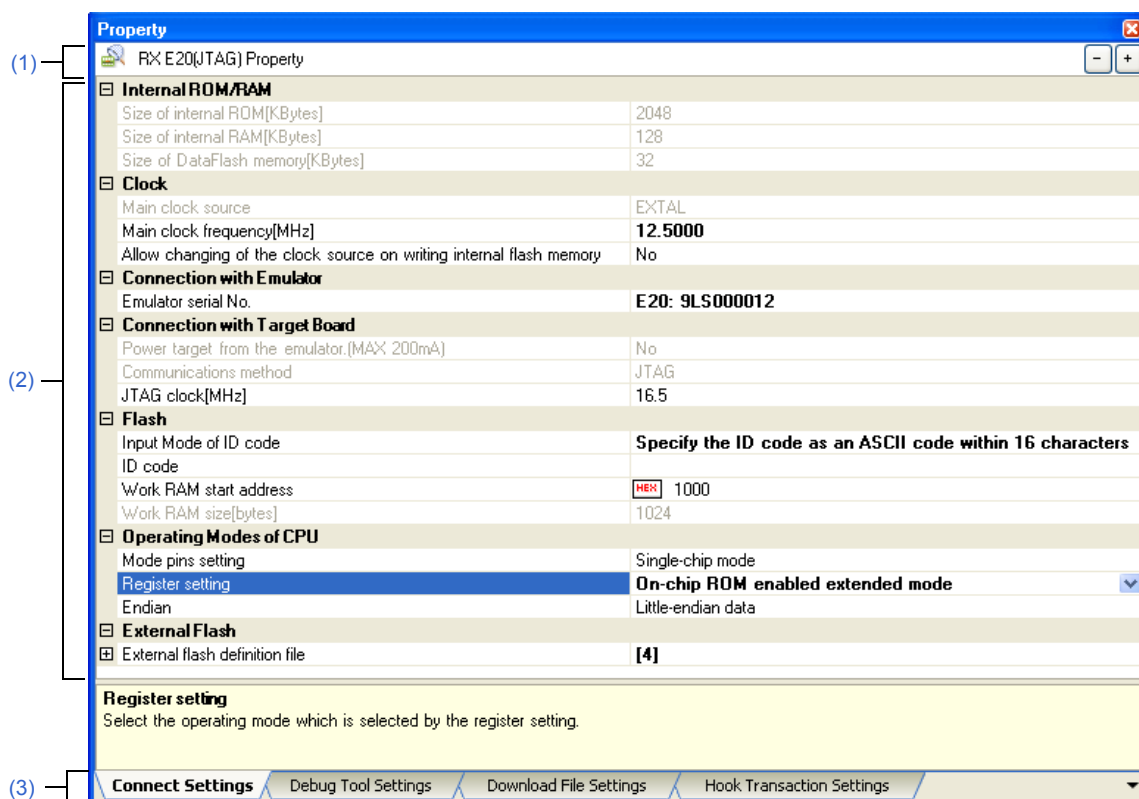 Property
(1)
RX E20(JTAG) Property
- +
(2)
Internal ROM/RAM
Size of internal ROM[KBytes] 2048
Size of internal RAM[KBytes] 128
Size of DataFlash memory[KBytes] 32
Clock
Main clock source EXTAL
Main clock frequency[MHz] 12.5000
Allow changing of the clock source on writing internal flash memory No
Connection with Emulator
Emulator serial No. E20: 9LS000012
Connection with Target Board
Power target from the emulator.(MAX 200mA) No
Communications method JTAG
JTAG clock[MHz] 16.5
Flash
Input Mode of ID code Specify the ID code as an ASCII code within 16 characters
ID code
Work RAM start address HEX 1000
Work RAM size[bytes] 1024
Operating Modes of CPU
Mode pins setting Single-chip mode
Register setting On-chip ROM enabled extended mode
Endian Little-endian data
External Flash
External flash definition file [4]
Register setting
Select the operating mode which is selected by the register setting.
(3)
Connect Settings Debug Tool Settings Download File Settings Hook Transaction Settings